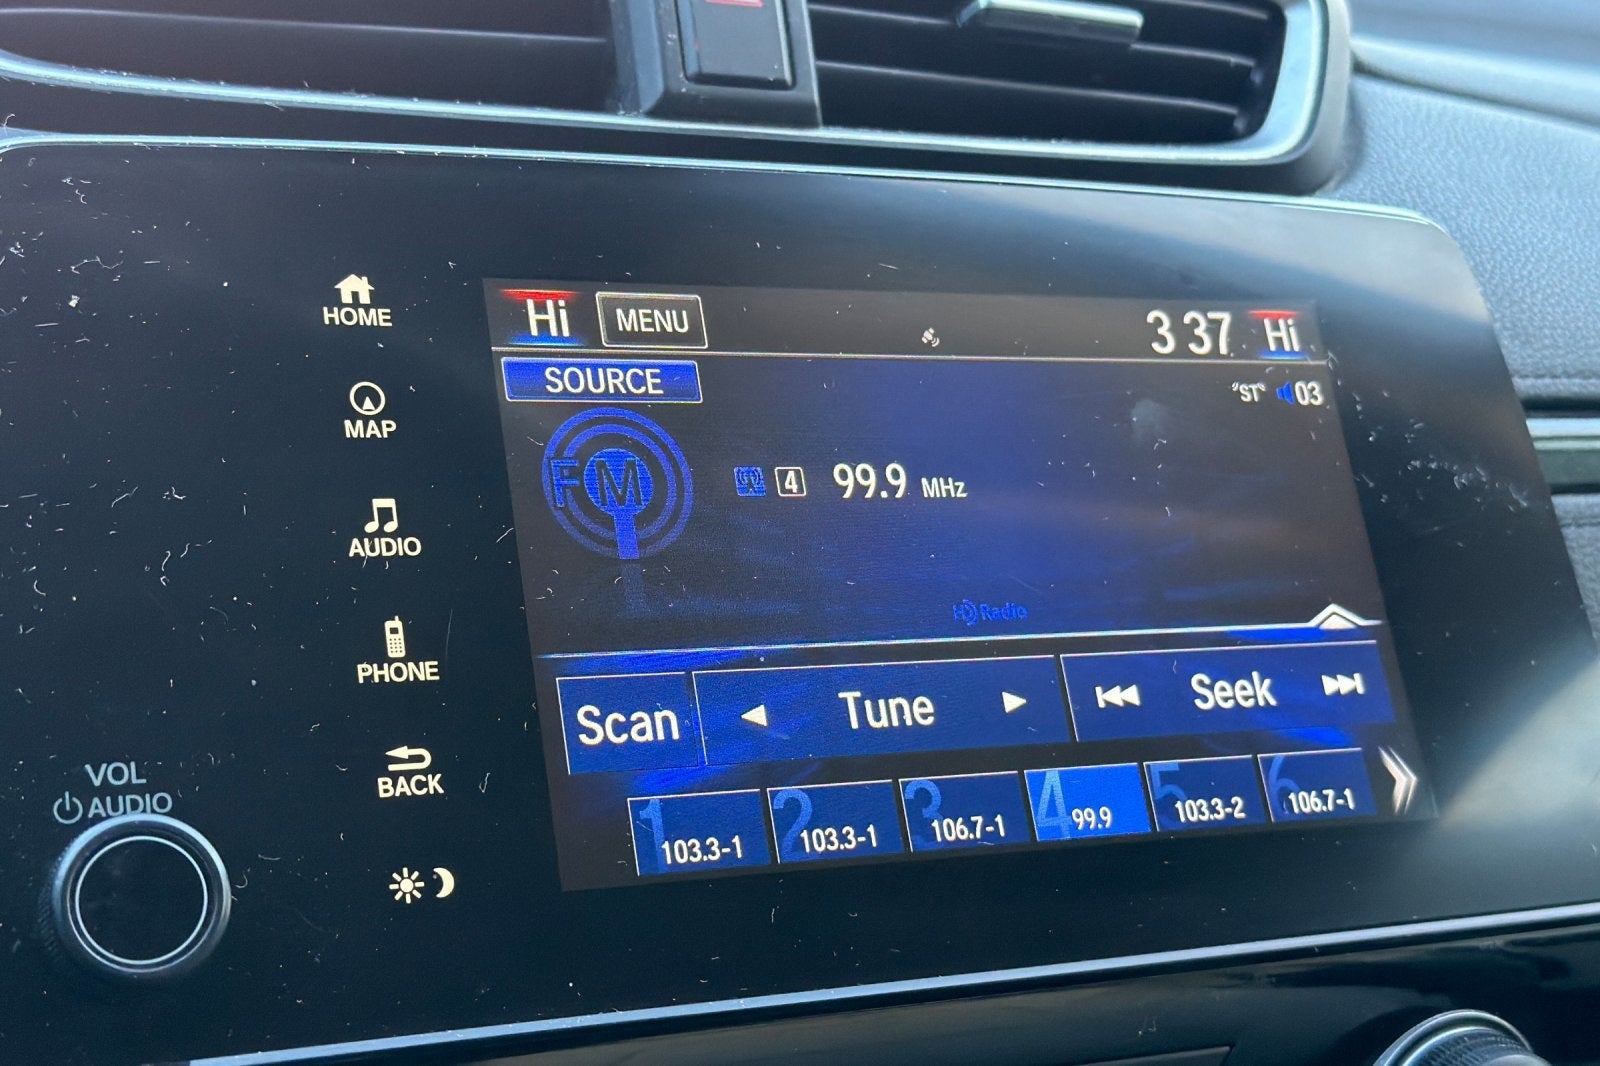 HOME
MAP
AUDIO
PHONE
BACK
VOL
AUDIO
Hi MENU 3 37 Hi
SOURCE "ST" 03
FM 4 99.9 MHz
HD Radio
Scan Tune Seek
1 103.3-1 2 103.3-1 3 106.7-1 4 99.9 5 103.3-2 6 106.7-1